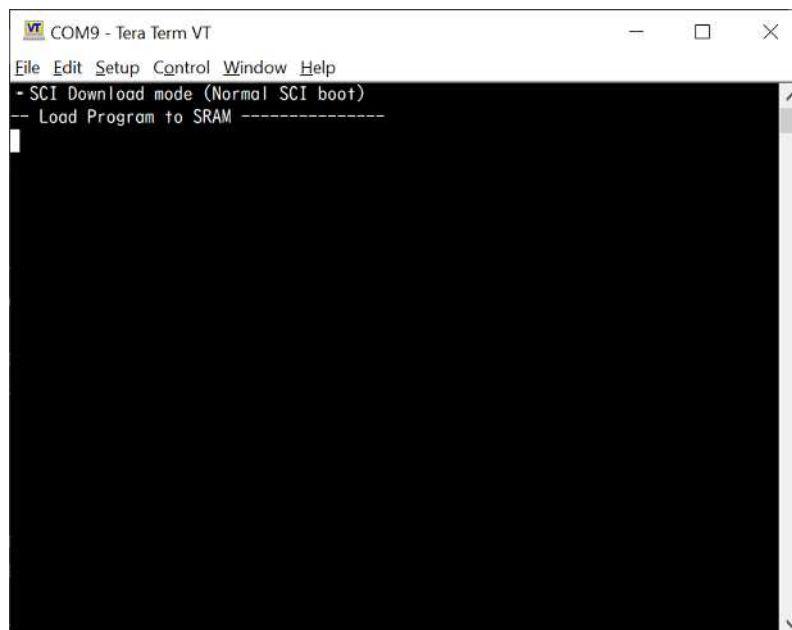 VT COM9 - Tera Term VT
File Edit Setup Control Window Help
- SCI Download mode (Normal SCI boot)
-- Load Program to SRAM ---------------